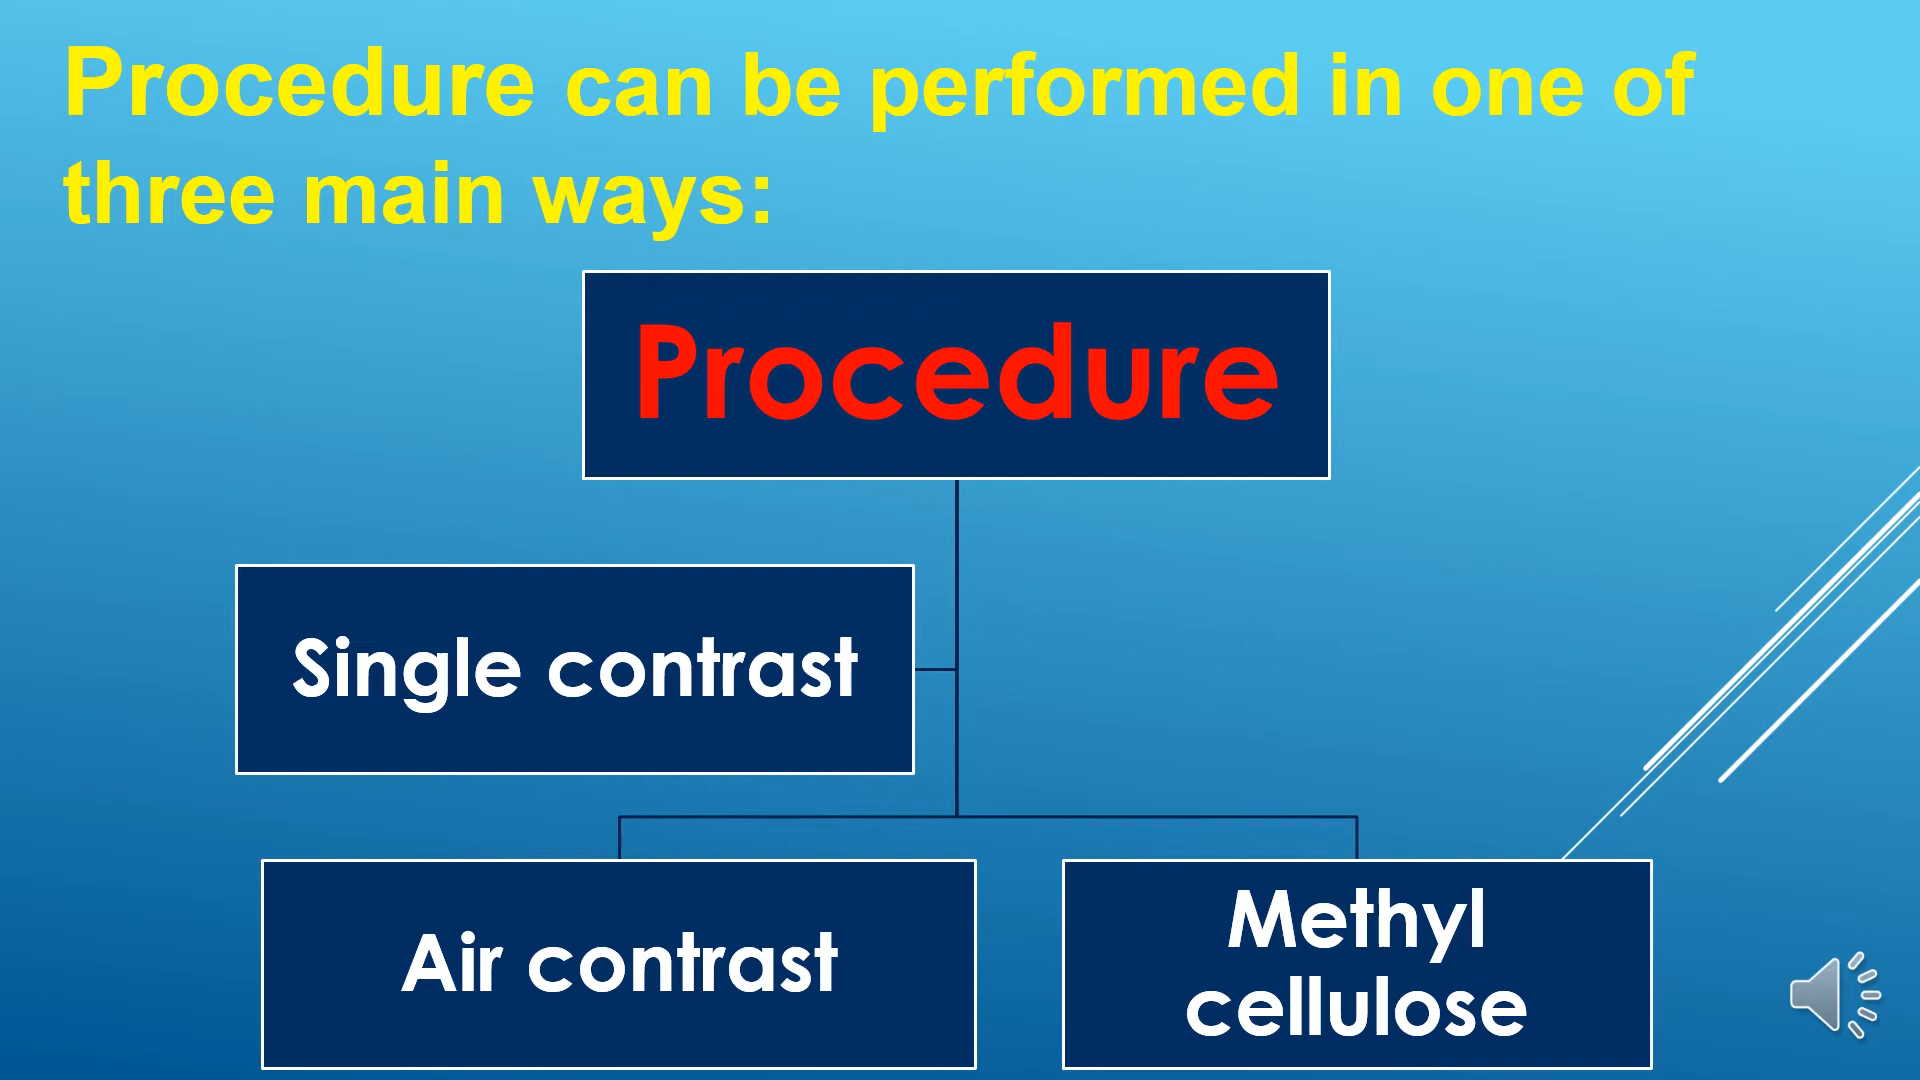 Procedure can be performed in one of
three main ways:
Procedure
Single contrast
Air contrast
Methyl
cellulose